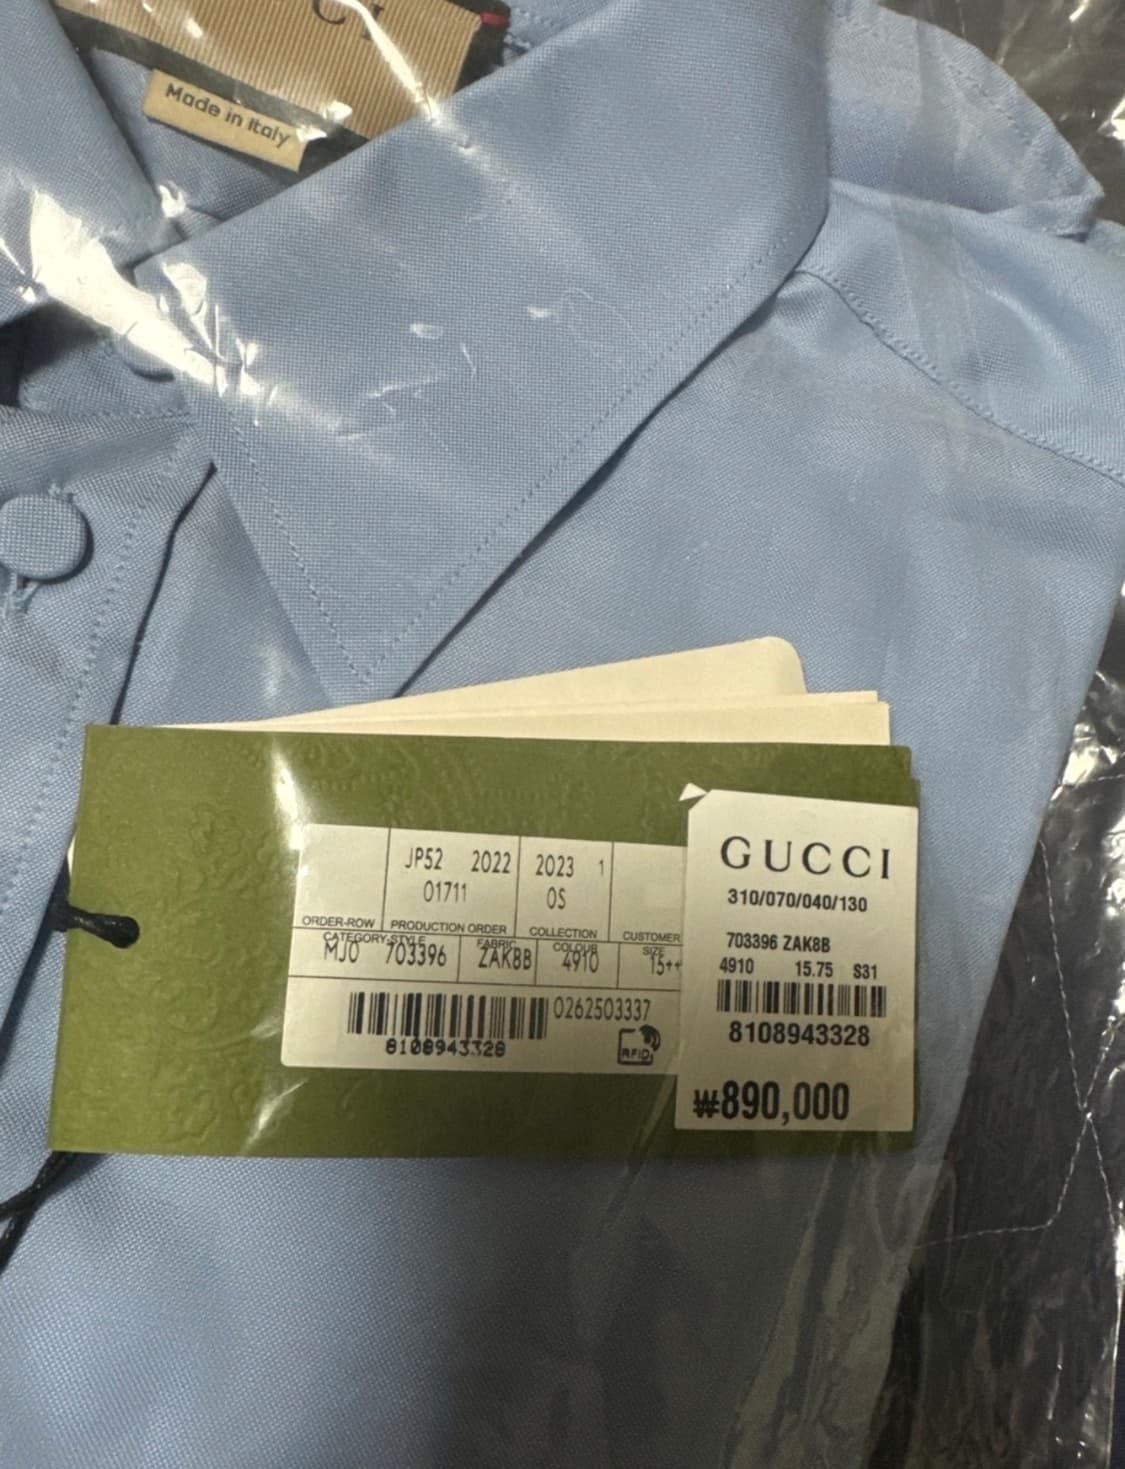 C I
Made in Italy
JP52 2022 2023 1
01711 OS
ORDER-ROW PRODUCTION ORDER COLLECTION CUSTOMER
CATEGORY-STYLE FABRIC COLOUR SIZE
MJO 703396 ZAK8B 4910 15++
0262503337
8108943328
RFID
GUCCI
310/070/040/130
703396 ZAK8B
4910 15.75 S31
8108943328
₩890,000